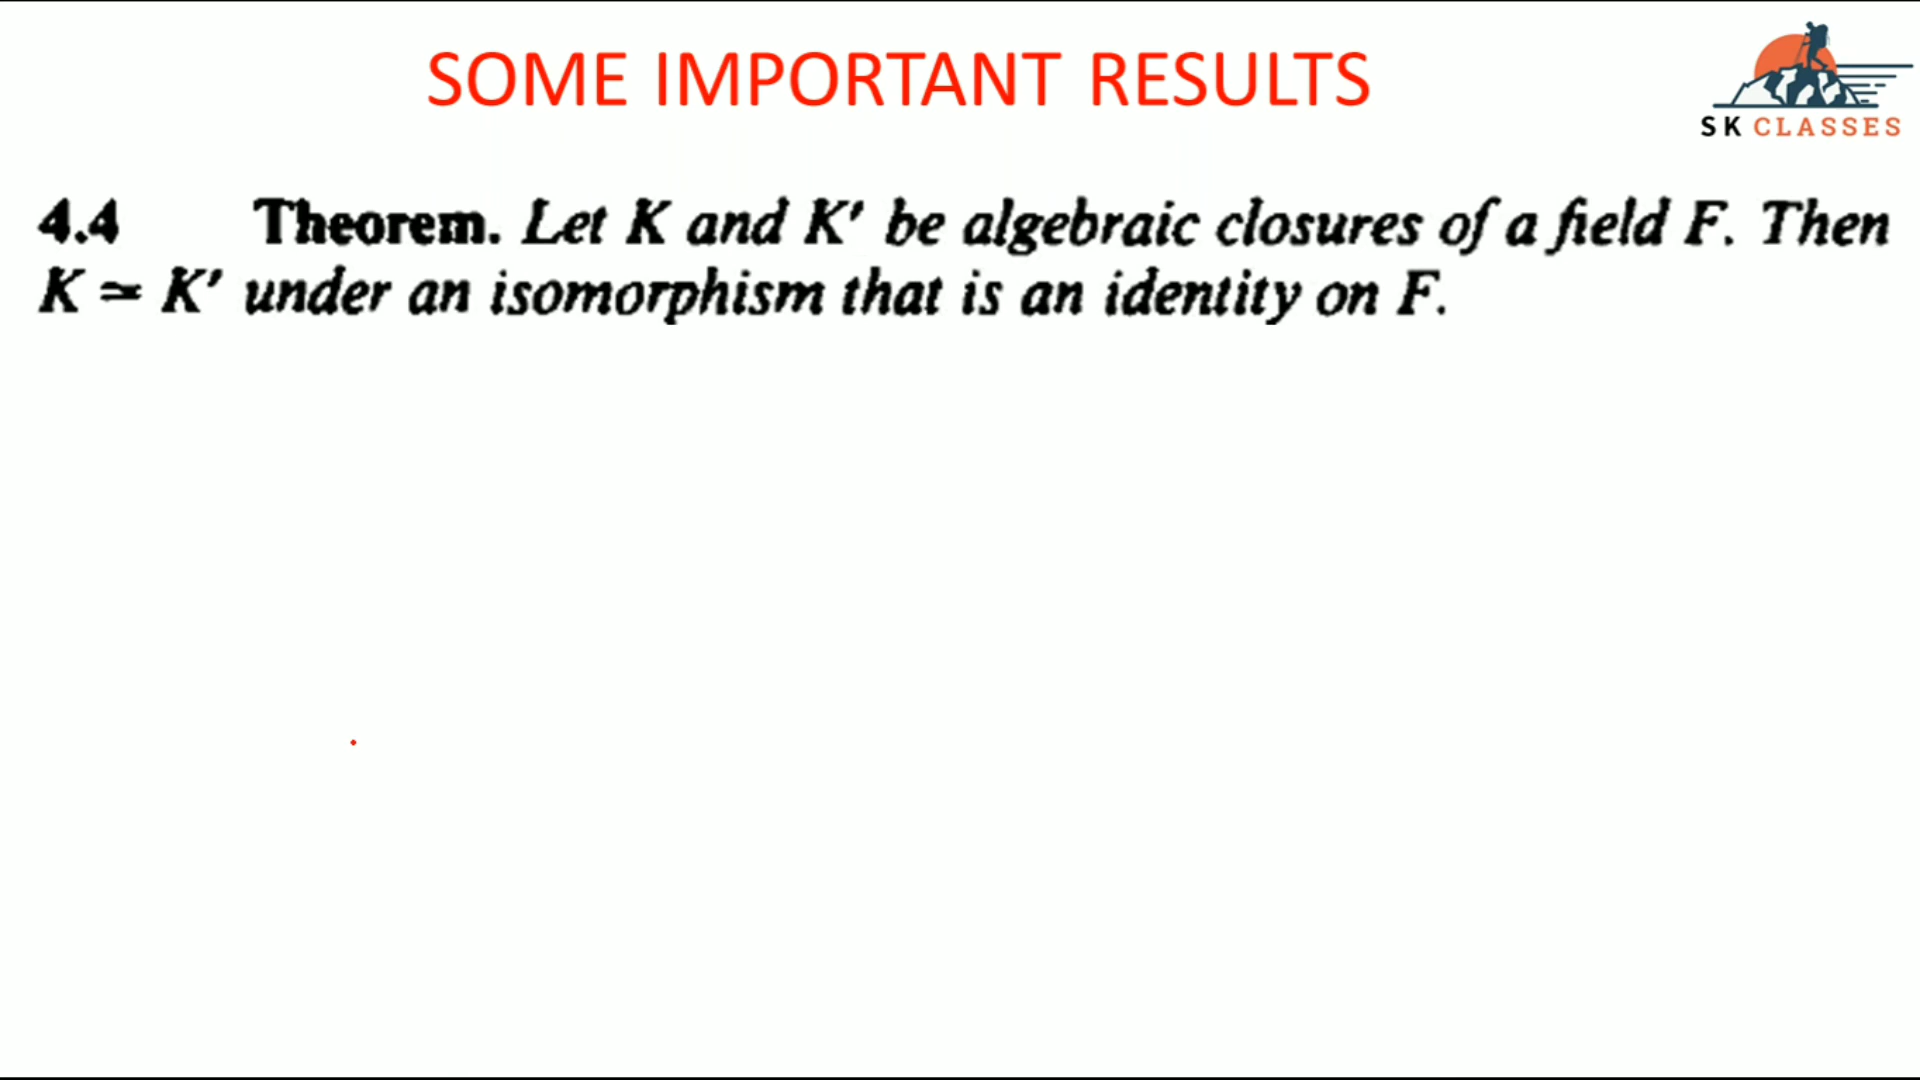 SOME IMPORTANT RESULTS
SK CLASSES
4.4 Theorem. Let K and K′ be algebraic closures of a field F. Then
K ≃ K′ under an isomorphism that is an identity on F.